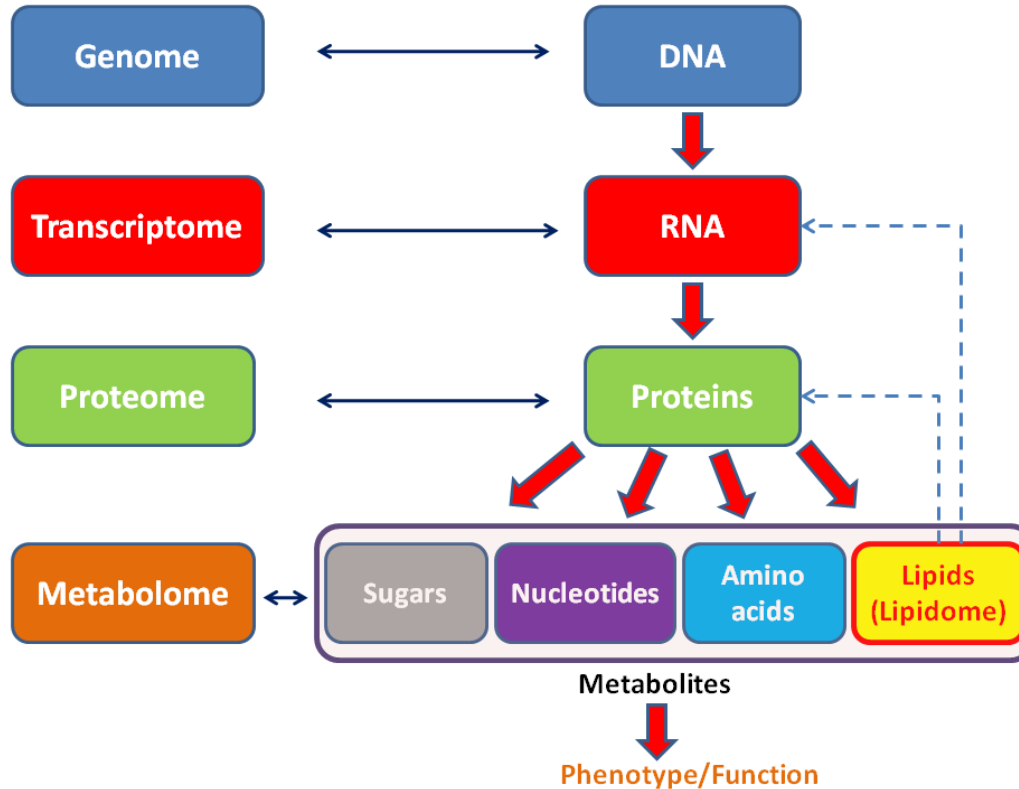 Genome
DNA
Transcriptome
RNA
Proteome
Proteins
Metabolome
Sugars
Nucleotides
Amino
acids
Lipids
(Lipidome)
Metabolites
Phenotype/Function